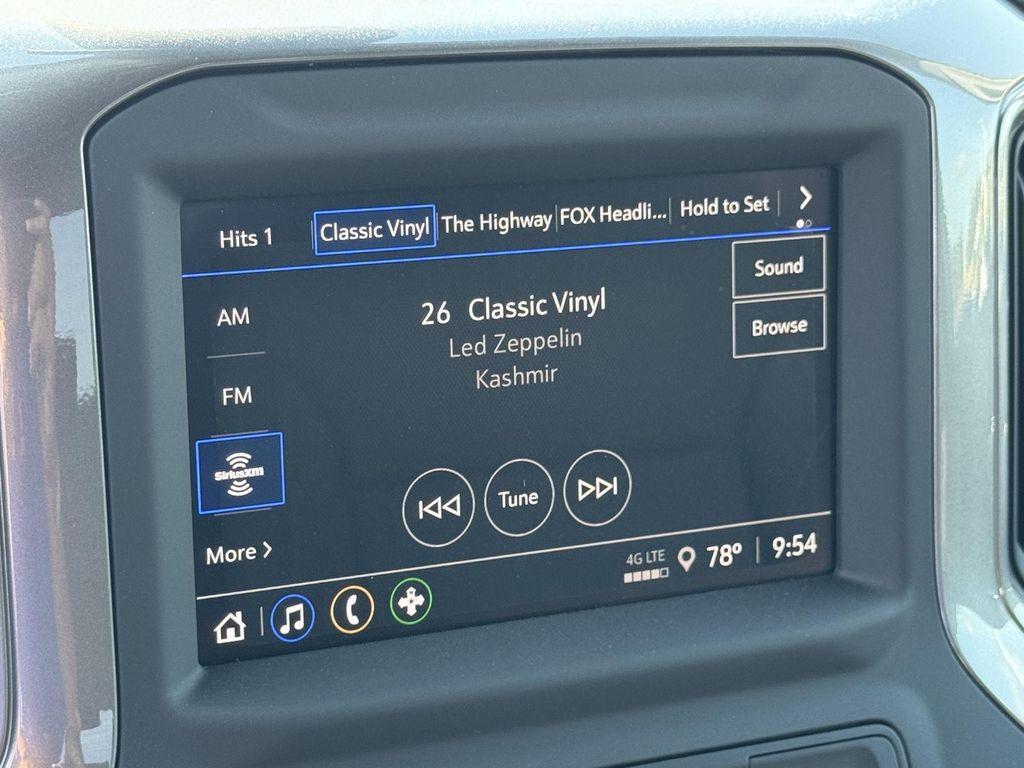 Hits 1
Classic Vinyl
The Highway
FOX Headli...
Hold to Set
Sound
Browse
AM
FM
SiriusXM
More
26 Classic Vinyl
Led Zeppelin
Kashmir
Tune
4G LTE
78°
9:54